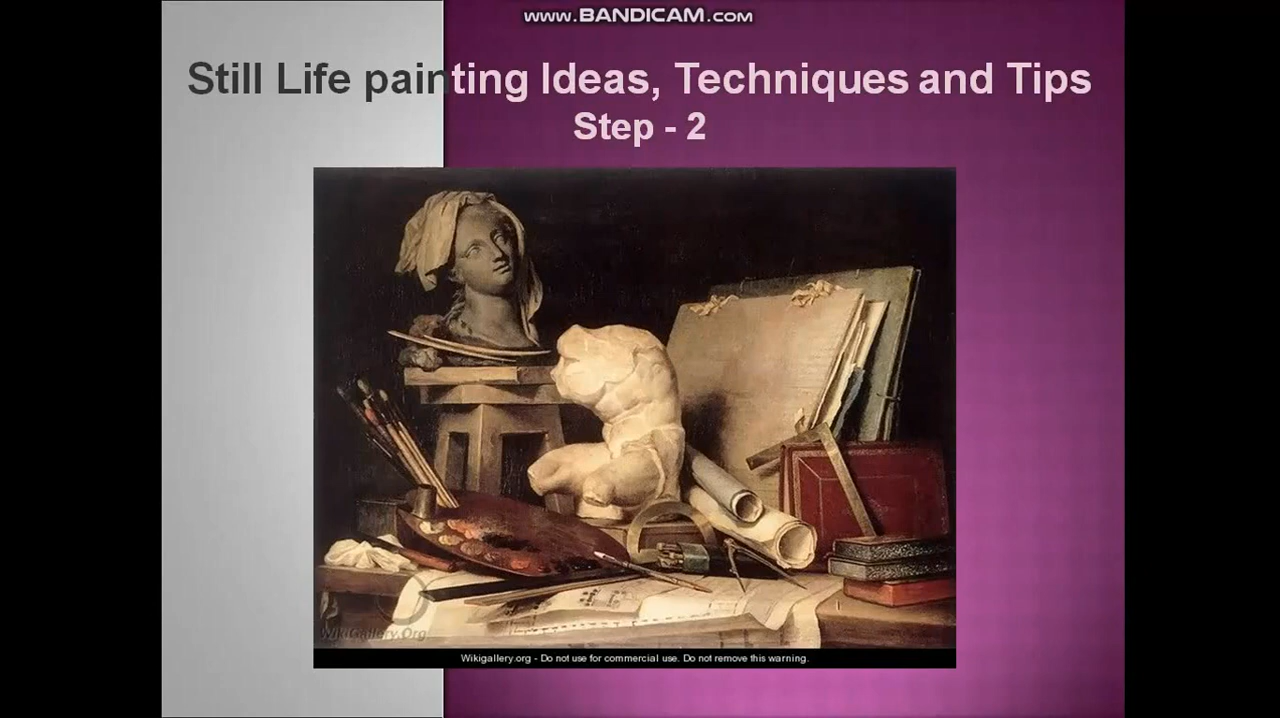 www.BANDICAM.com
Still Life painting Ideas, Techniques and Tips
Step - 2
WikiGallery.Org
Wikigallery.org - Do not use for commercial use. Do not remove this warning.